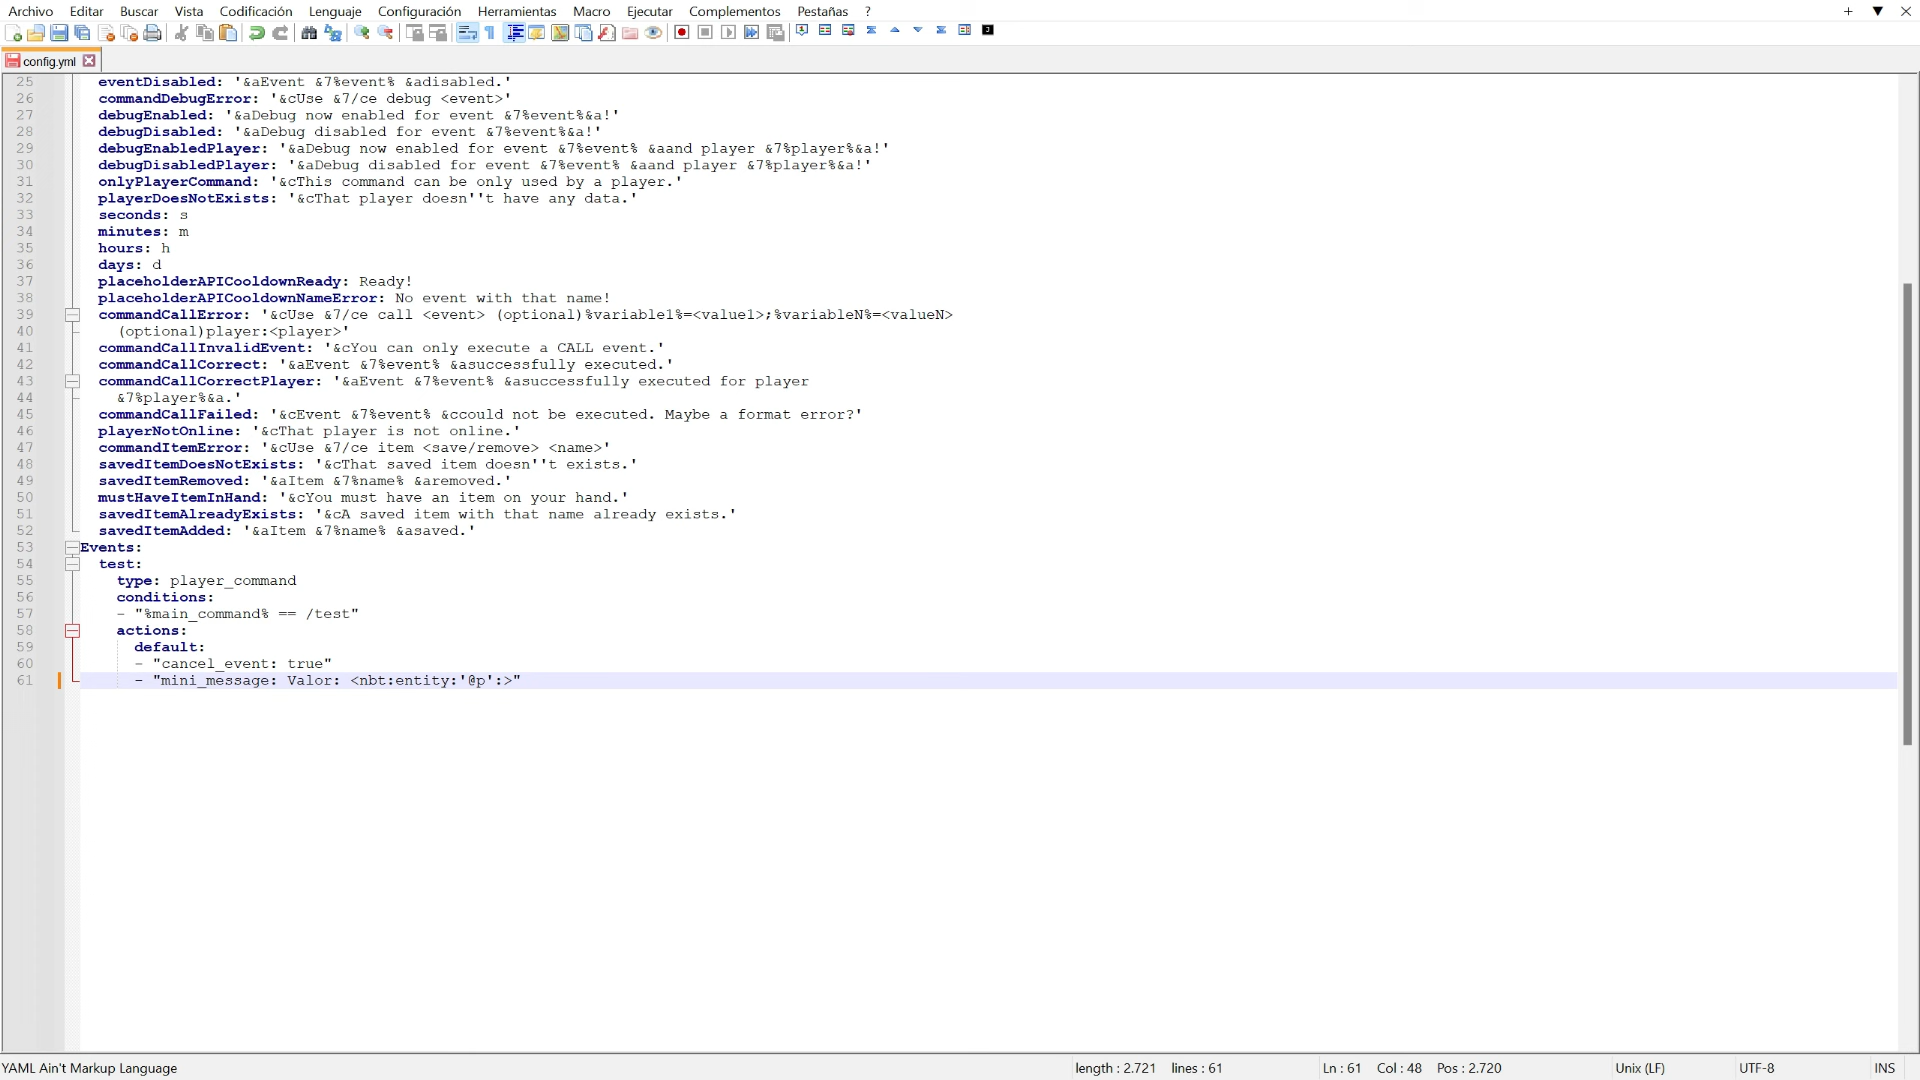 Archivo Editar Buscar Vista Codificación Lenguaje Configuración Herramientas Macro Ejecutar Complementos Pestañas ?
config.yml
25 eventDisabled: '&aEvent &7%event% &adisabled.'
26 commandDebugError: '&cUse &7/ce debug <event>'
27 debugEnabled: '&aDebug now enabled for event &7%event%&a!'
28 debugDisabled: '&aDebug disabled for event &7%event%&a!'
29 debugEnabledPlayer: '&aDebug now enabled for event &7%event% &aand player &7%player%&a!'
30 debugDisabledPlayer: '&aDebug disabled for event &7%event% &aand player &7%player%&a!'
31 onlyPlayerCommand: '&cThis command can be only used by a player.'
32 playerDoesNotExists: '&cThat player doesn''t have any data.'
33 seconds: s
34 minutes: m
35 hours: h
36 days: d
37 placeholderAPICooldownReady: Ready!
38 placeholderAPICooldownNameError: No event with that name!
39 commandCallError: '&cUse &7/ce call <event> (optional)%variable1%=<value1>;%variableN%=<valueN>
40 (optional)player:<player>'
41 commandCallInvalidEvent: '&cYou can only execute a CALL event.'
42 commandCallCorrect: '&aEvent &7%event% &asuccessfully executed.'
43 commandCallCorrectPlayer: '&aEvent &7%event% &asuccessfully executed for player
44 &7%player%&a.'
45 commandCallFailed: '&cEvent &7%event% &ccould not be executed. Maybe a format error?'
46 playerNotOnline: '&cThat player is not online.'
47 commandItemError: '&cUse &7/ce item <save/remove> <name>'
48 savedItemDoesNotExists: '&cThat saved item doesn''t exists.'
49 savedItemRemoved: '&aItem &7%name% &aremoved.'
50 mustHaveItemInHand: '&cYou must have an item on your hand.'
51 savedItemAlreadyExists: '&cA saved item with that name already exists.'
52 savedItemAdded: '&aItem &7%name% &asaved.'
53 Events:
54 test:
55 type: player_command
56 conditions:
57 - "%main_command% == /test"
58 actions:
59 default:
60 - "cancel_event: true"
61 - "mini_message: Valor: <nbt:entity:'@p':>"
YAML Ain't Markup Language length : 2.721 lines : 61 Ln : 61 Col : 48 Pos : 2.720 Unix (LF) UTF-8 INS